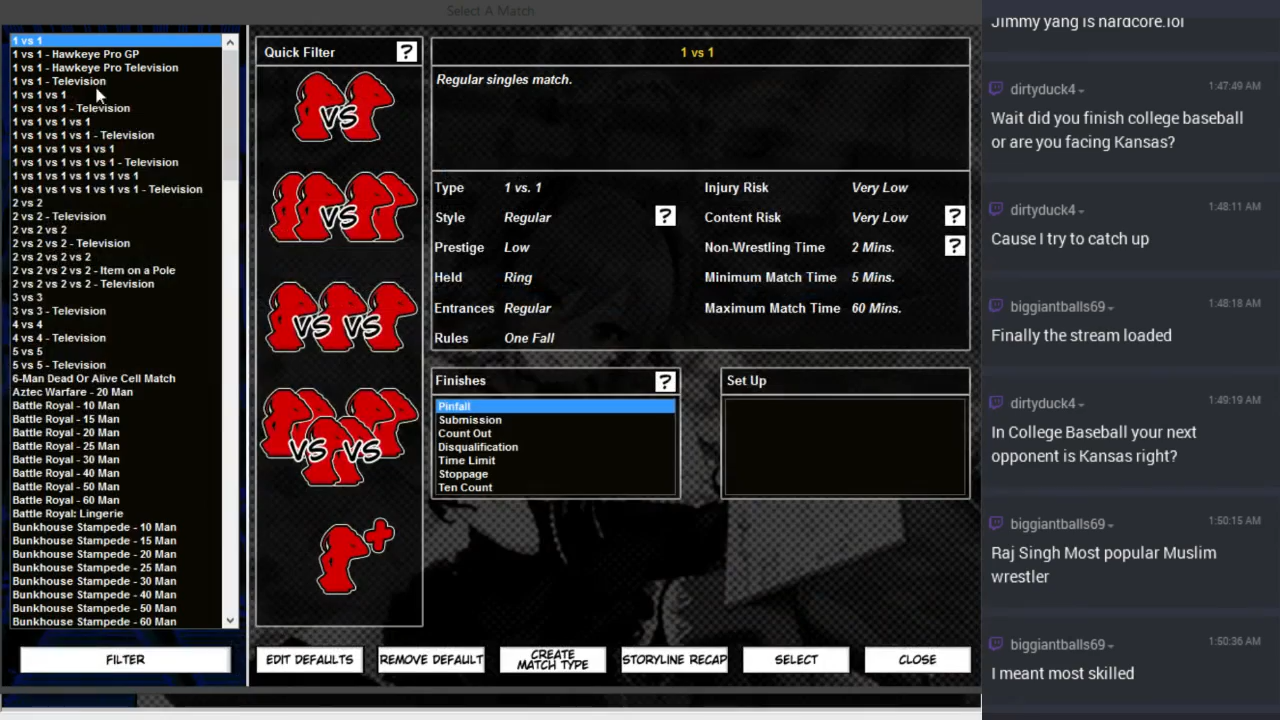 Select A Match
1 vs 1
1 vs 1 - Hawkeye Pro GP
1 vs 1 - Hawkeye Pro Television
1 vs 1 - Television
1 vs 1 vs 1
1 vs 1 vs 1 - Television
1 vs 1 vs 1 vs 1
1 vs 1 vs 1 vs 1 - Television
1 vs 1 vs 1 vs 1 vs 1
1 vs 1 vs 1 vs 1 vs 1 - Television
1 vs 1 vs 1 vs 1 vs 1 vs 1
1 vs 1 vs 1 vs 1 vs 1 vs 1 - Television
2 vs 2
2 vs 2 - Television
2 vs 2 vs 2
2 vs 2 vs 2 - Television
2 vs 2 vs 2 vs 2
2 vs 2 vs 2 vs 2 - Item on a Pole
2 vs 2 vs 2 vs 2 - Television
3 vs 3
3 vs 3 - Television
4 vs 4
4 vs 4 - Television
5 vs 5
5 vs 5 - Television
6-Man Dead Or Alive Cell Match
Aztec Warfare - 20 Man
Battle Royal - 10 Man
Battle Royal - 15 Man
Battle Royal - 20 Man
Battle Royal - 25 Man
Battle Royal - 30 Man
Battle Royal - 40 Man
Battle Royal - 50 Man
Battle Royal - 60 Man
Battle Royal: Lingerie
Bunkhouse Stampede - 10 Man
Bunkhouse Stampede - 15 Man
Bunkhouse Stampede - 20 Man
Bunkhouse Stampede - 25 Man
Bunkhouse Stampede - 30 Man
Bunkhouse Stampede - 40 Man
Bunkhouse Stampede - 50 Man
Bunkhouse Stampede - 60 Man
FILTER
Quick Filter ?
VS
VS
VS VS
VS VS
1 vs 1
Regular singles match.
Type 1 vs. 1 Injury Risk Very Low
Style Regular ? Content Risk Very Low ?
Prestige Low Non-Wrestling Time 2 Mins. ?
Held Ring Minimum Match Time 5 Mins.
Entrances Regular Maximum Match Time 60 Mins.
Rules One Fall
Finishes ?
Pinfall
Submission
Count Out
Disqualification
Time Limit
Stoppage
Ten Count
Set Up
EDIT DEFAULTS
REMOVE DEFAULT
CREATE
MATCH TYPE
STORYLINE RECAP
SELECT
CLOSE
Jimmy yang is hardcore.lol
dirtyduck4 1:47:49 AM
Wait did you finish college baseball
or are you facing Kansas?
dirtyduck4 1:48:11 AM
Cause I try to catch up
biggiantballs69 1:48:18 AM
Finally the stream loaded
dirtyduck4 1:49:19 AM
In College Baseball your next
opponent is Kansas right?
biggiantballs69 1:50:15 AM
Raj Singh Most popular Muslim
wrestler
biggiantballs69 1:50:36 AM
I meant most skilled